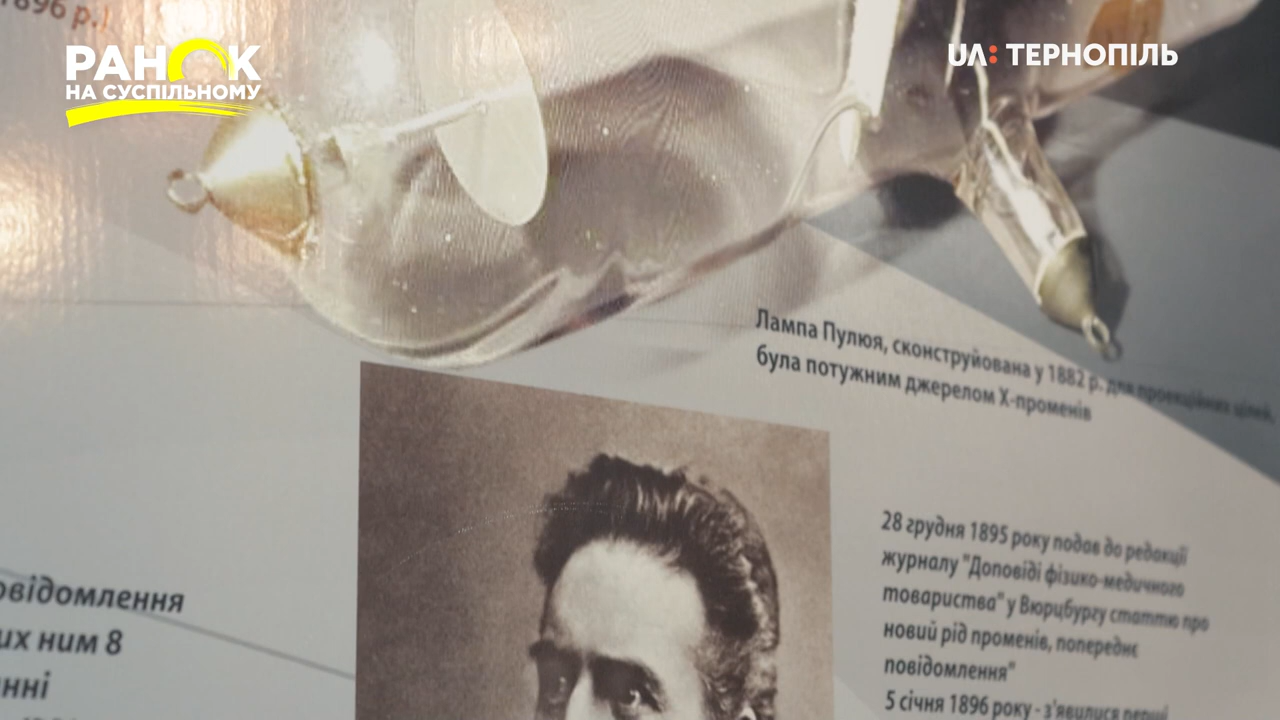 1896 р.)
РАНОК
НА СУСПІЛЬНОМУ
UA: ТЕРНОПІЛЬ
Лампа Пулюя, сконструйована у 1882 р. для проекційних цілей,
була потужним джерелом Х-променів
28 грудня 1895 року подав до редакції
журналу "Доповіді фізико-медичного
товариства" у Вюрцбургу статтю про
новий рід променів, попереднє
повідомлення"
5 січня 1896 року - з'явилися перші
овідомлення
их ним 8
нні